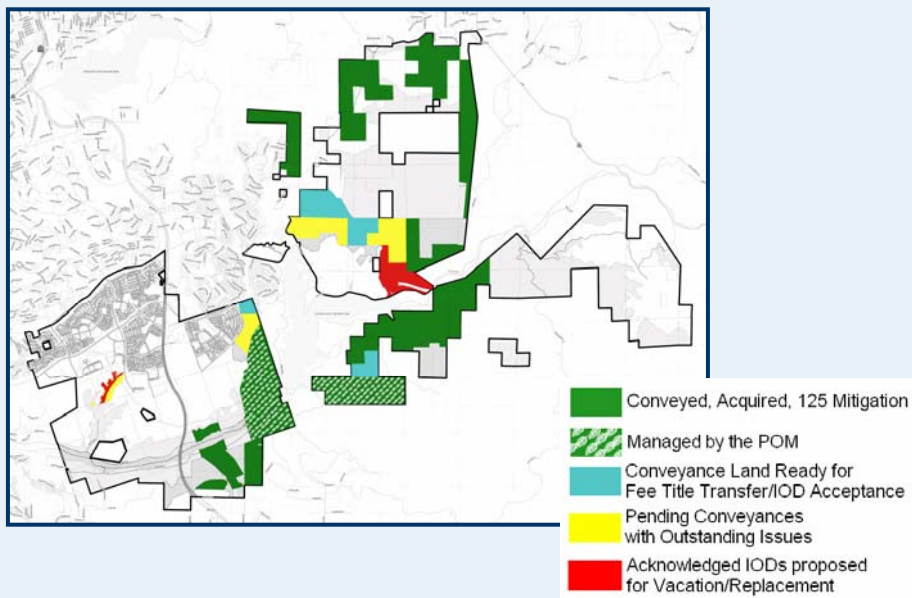 Conveyed, Acquired, 125 Mitigation
Managed by the POM
Conveyance Land Ready for
Fee Title Transfer/IOD Acceptance
Pending Conveyances
with Outstanding Issues
Acknowledged IODs proposed
for Vacation/Replacement